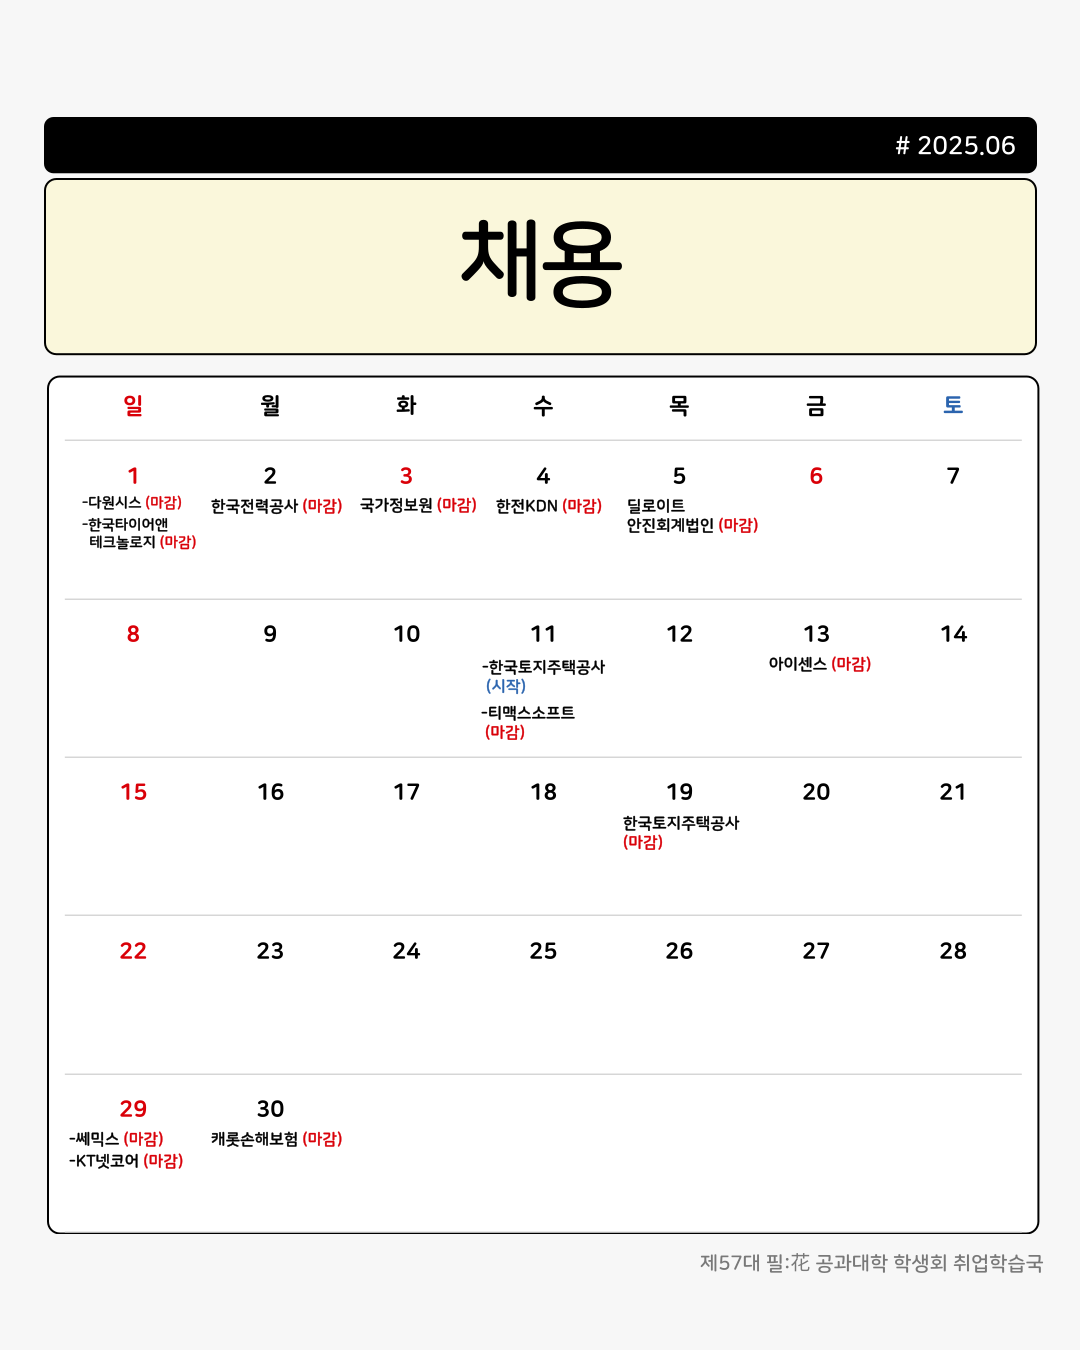 # 2025.06
채용
일 월 화 수 목 금 토
1 2 3 4 5 6 7
-다원시스 (마감)
-한국타이어앤
테크놀로지 (마감)
한국전력공사 (마감)
국가정보원 (마감)
한전KDN (마감)
딜로이트
안진회계법인 (마감)
8 9 10 11 12 13 14
-한국토지주택공사
(시작)
-티맥스소프트
(마감)
아이센스 (마감)
15 16 17 18 19 20 21
한국토지주택공사
(마감)
22 23 24 25 26 27 28
29 30
-쎄믹스 (마감)
-KT넷코어 (마감)
캐롯손해보험 (마감)
제57대 필:花 공과대학 학생회 취업학습국